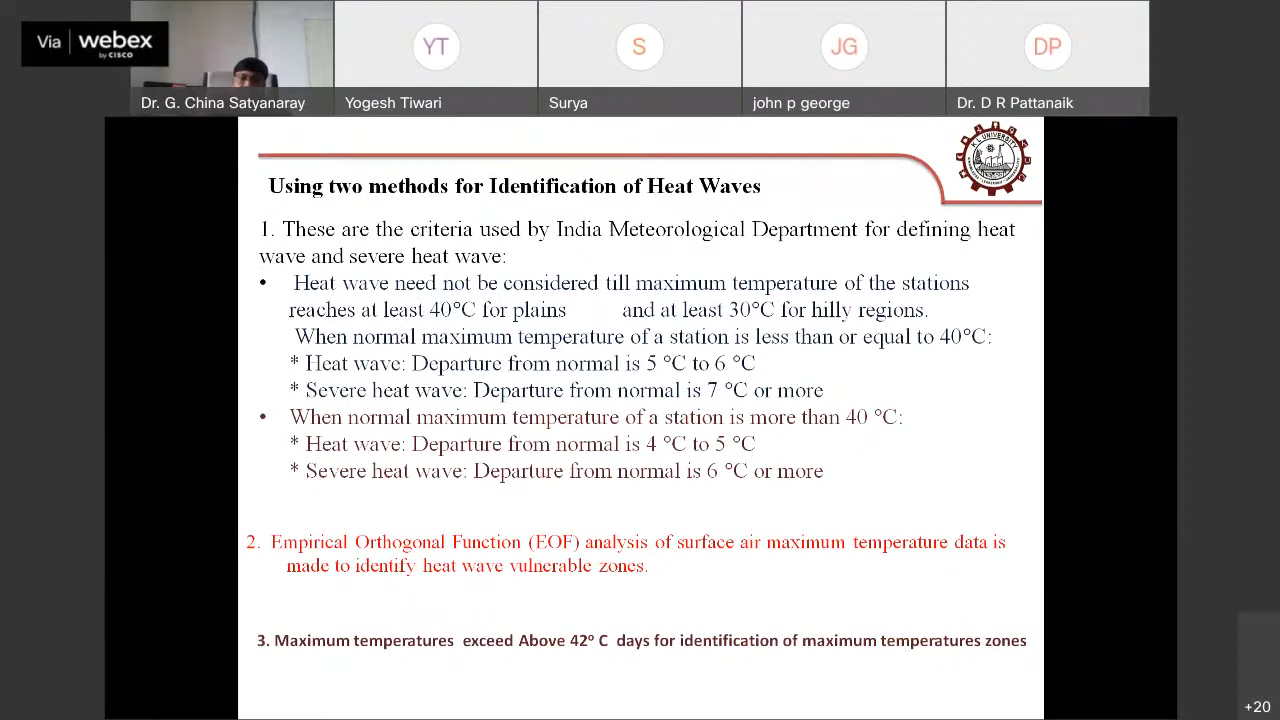 Via webex
by CISCO
YT
S
JG
DP
Dr. G. China Satyanaray
Yogesh Tiwari
Surya
john p george
Dr. D R Pattanaik
K L UNIVERSITY
Using two methods for Identification of Heat Waves
1. These are the criteria used by India Meteorological Department for defining heat
wave and severe heat wave:
• Heat wave need not be considered till maximum temperature of the stations
reaches at least 40°C for plains and at least 30°C for hilly regions.
When normal maximum temperature of a station is less than or equal to 40°C:
* Heat wave: Departure from normal is 5 °C to 6 °C
* Severe heat wave: Departure from normal is 7 °C or more
• When normal maximum temperature of a station is more than 40 °C:
* Heat wave: Departure from normal is 4 °C to 5 °C
* Severe heat wave: Departure from normal is 6 °C or more
2. Empirical Orthogonal Function (EOF) analysis of surface air maximum temperature data is
made to identify heat wave vulnerable zones.
3. Maximum temperatures exceed Above 42° C days for identification of maximum temperatures zones
+20